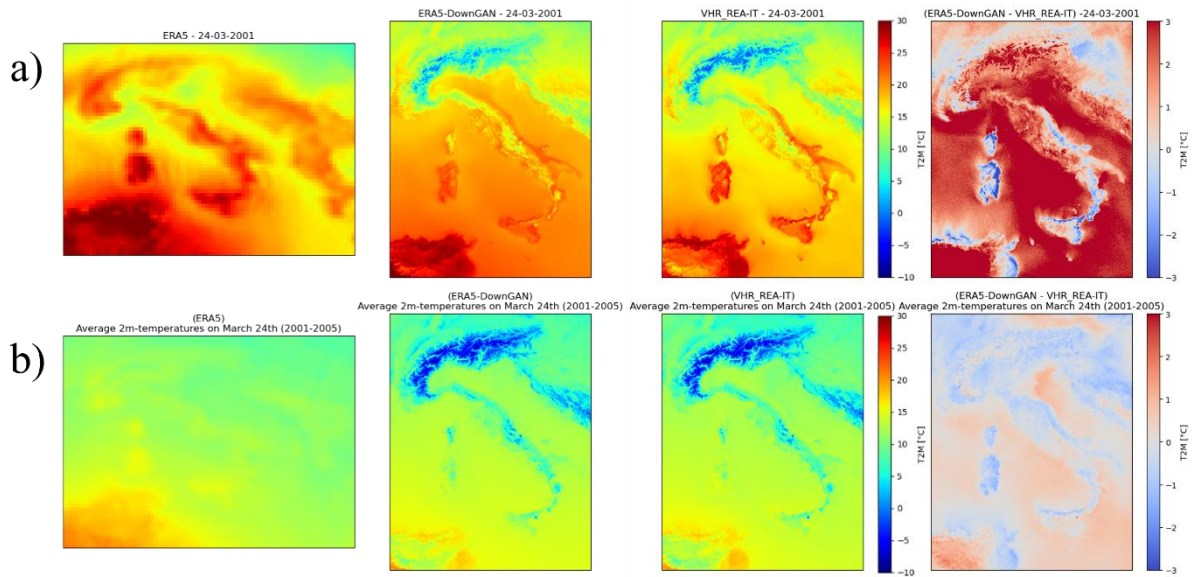 a)
ERA5 - 24-03-2001
ERA5-DownGAN - 24-03-2001
VHR_REA-IT - 24-03-2001
(ERA5-DownGAN - VHR_REA-IT) -24-03-2001
30
25
20
15
10
5
0
−5
−10
T2M [°C]
3
2
1
0
−1
−2
−3
T2M [°C]
b)
(ERA5)
Average 2m-temperatures on March 24th (2001-2005)
(ERA5-DownGAN)
Average 2m-temperatures on March 24th (2001-2005)
(VHR_REA-IT)
Average 2m-temperatures on March 24th (2001-2005)
(ERA5-DownGAN - VHR_REA-IT)
Average 2m-temperatures on March 24th (2001-2005)
30
25
20
15
10
5
0
−5
−10
T2M [°C]
3
2
1
0
−1
−2
−3
T2M [°C]